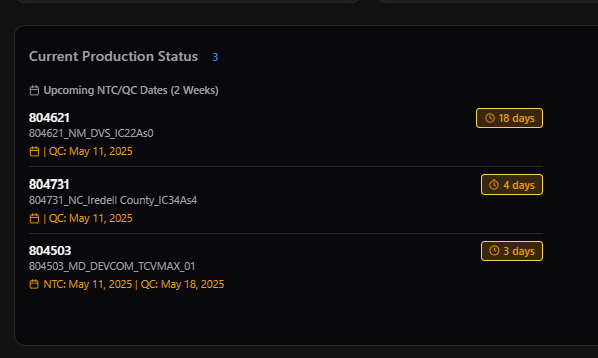 Current Production Status 3
Upcoming NTC/QC Dates (2 Weeks)
804621 18 days
804621_NM_DVS_IC22As0
| QC: May 11, 2025
804731 4 days
804731_NC_Iredell County_IC34As4
| QC: May 11, 2025
804503 3 days
804503_MD_DEVCOM_TCVMAX_01
NTC: May 11, 2025 | QC: May 18, 2025